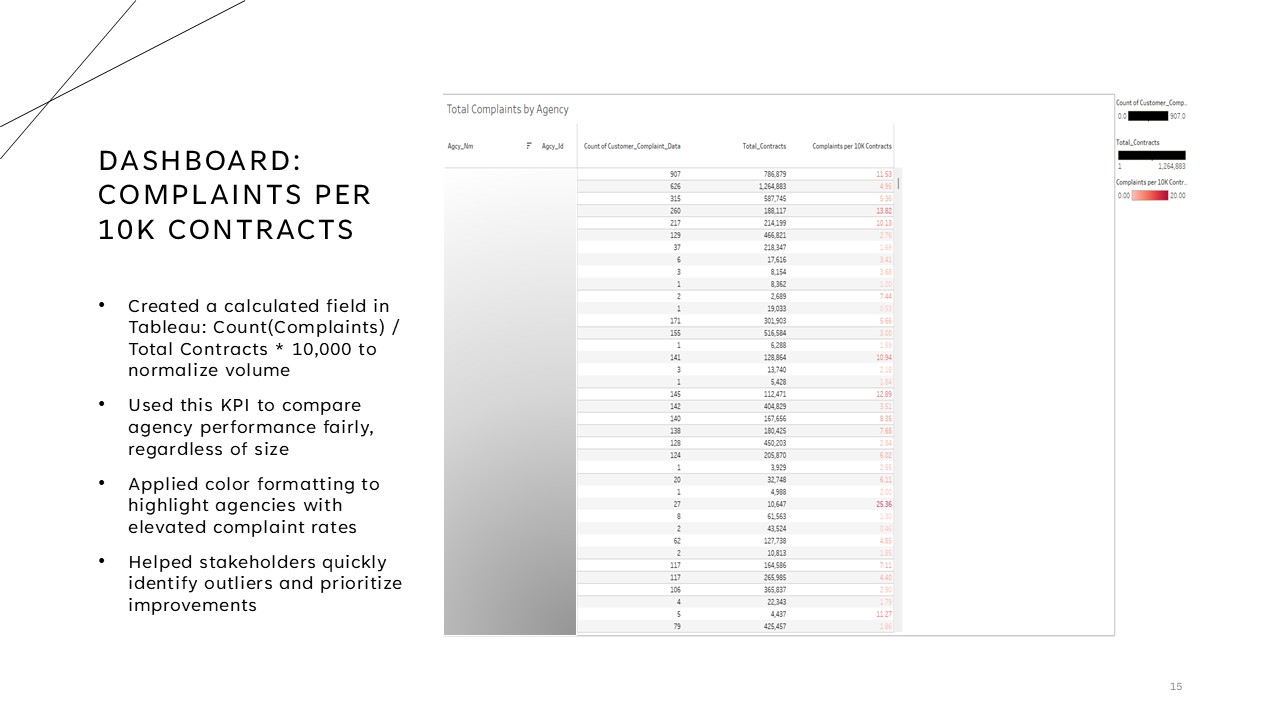 DASHBOARD:
COMPLAINTS PER
10K CONTRACTS
• Created a calculated field in
Tableau: Count(Complaints) /
Total Contracts * 10,000 to
normalize volume
• Used this KPI to compare
agency performance fairly,
regardless of size
• Applied color formatting to
highlight agencies with
elevated complaint rates
• Helped stakeholders quickly
identify outliers and prioritize
improvements
Total Complaints by Agency
Agcy_Nm Agcy_Id Count of Customer_Complaint_Data Total_Contracts Complaints per 10K Contracts
907 786,879 11.53
626 1,264,883 4.95
315 587,745 5.36
260 188,117 13.82
217 214,199 10.13
129 466,821 2.76
37 218,347 1.69
6 17,616 3.41
3 8,154 3.68
1 8,362 1.20
2 2,689 7.44
1 19,033 0.53
171 301,903 5.66
155 516,584 3.00
1 6,288 1.59
141 128,864 10.94
3 13,740 2.18
1 5,428 1.84
145 112,471 12.89
142 404,829 3.51
140 167,656 8.35
138 180,425 7.65
128 450,203 2.84
124 205,870 6.02
1 3,929 2.55
20 32,748 6.11
1 4,988 2.00
27 10,647 25.36
8 61,563 1.30
2 43,524 0.46
62 127,738 4.85
2 10,813 1.85
117 164,586 7.11
117 265,985 4.40
106 365,837 2.90
4 22,343 1.79
5 4,437 11.27
79 425,457 1.86
Count of Customer_Comp..
0.0 907.0
Total_Contracts
1 1,264,883
Complaints per 10K Contr..
0.00 20.00
15